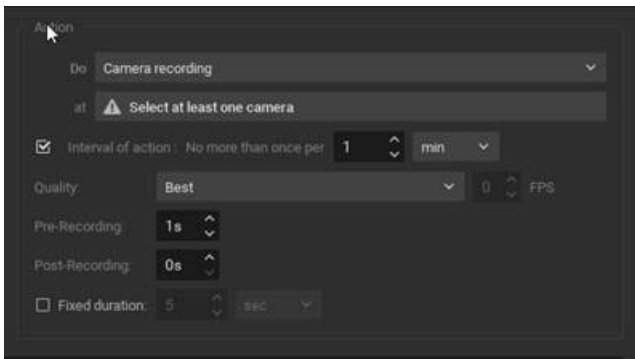 Action
Do Camera recording
at Select at least one camera
Interval of action : No more than once per 1 min
Quality: Best 0 FPS
Pre-Recording: 1s
Post-Recording: 0s
Fixed duration: 5 sec